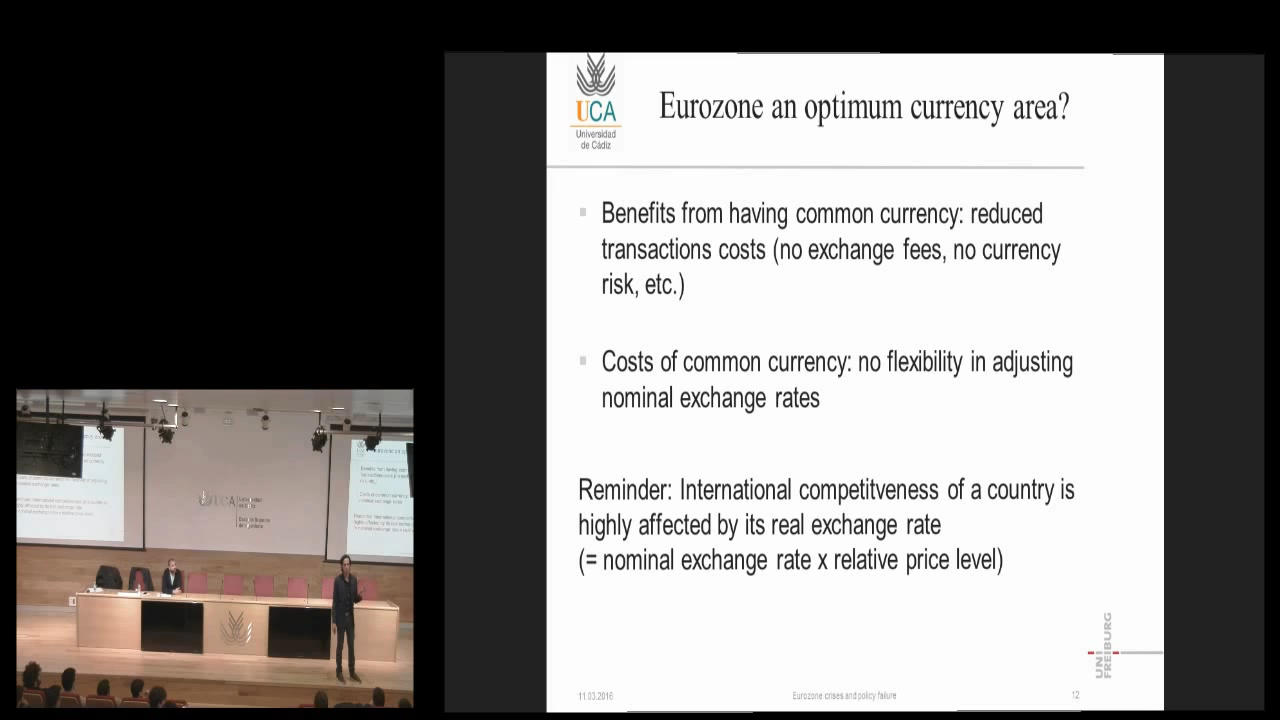 UCA
Universidad
de Cádiz
Eurozone an optimum currency area?
Benefits from having common currency: reduced
transactions costs (no exchange fees, no currency
risk, etc.)
Costs of common currency: no flexibility in adjusting
nominal exchange rates
Reminder: International competitveness of a country is
highly affected by its real exchange rate
(= nominal exchange rate x relative price level)
UNI
FREIBURG
11.03.2016
Eurozone crises and policy failure
12
UCA